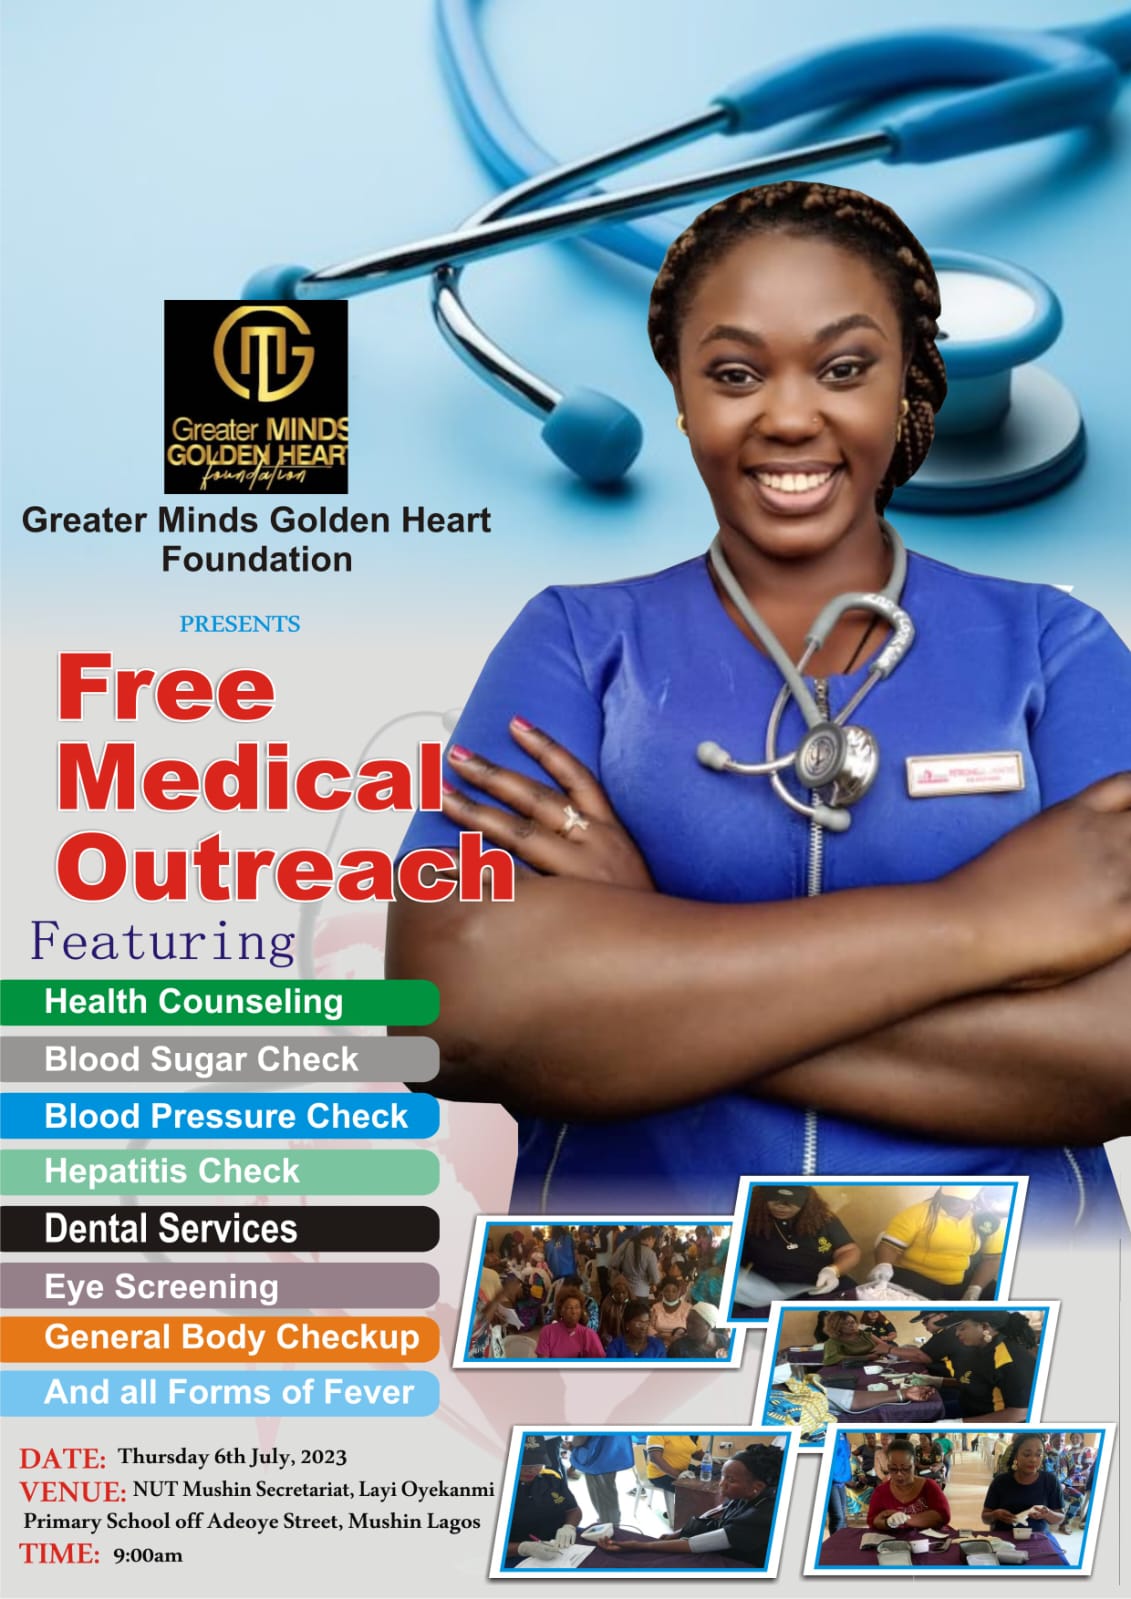 Greater MINDS
GOLDEN HEAR
foundation
Greater Minds Golden Heart
Foundation
PRESENTS
Free
Medical
Outreach
Featuring
Health Counseling
Blood Sugar Check
Blood Pressure Check
Hepatitis Check
Dental Services
Eye Screening
General Body Checkup
And all Forms of Fever
DATE: Thursday 6th July, 2023
VENUE: NUT Mushin Secretariat, Layi Oyekanmi
Primary School off Adeoye Street, Mushin Lagos
TIME: 9:00am